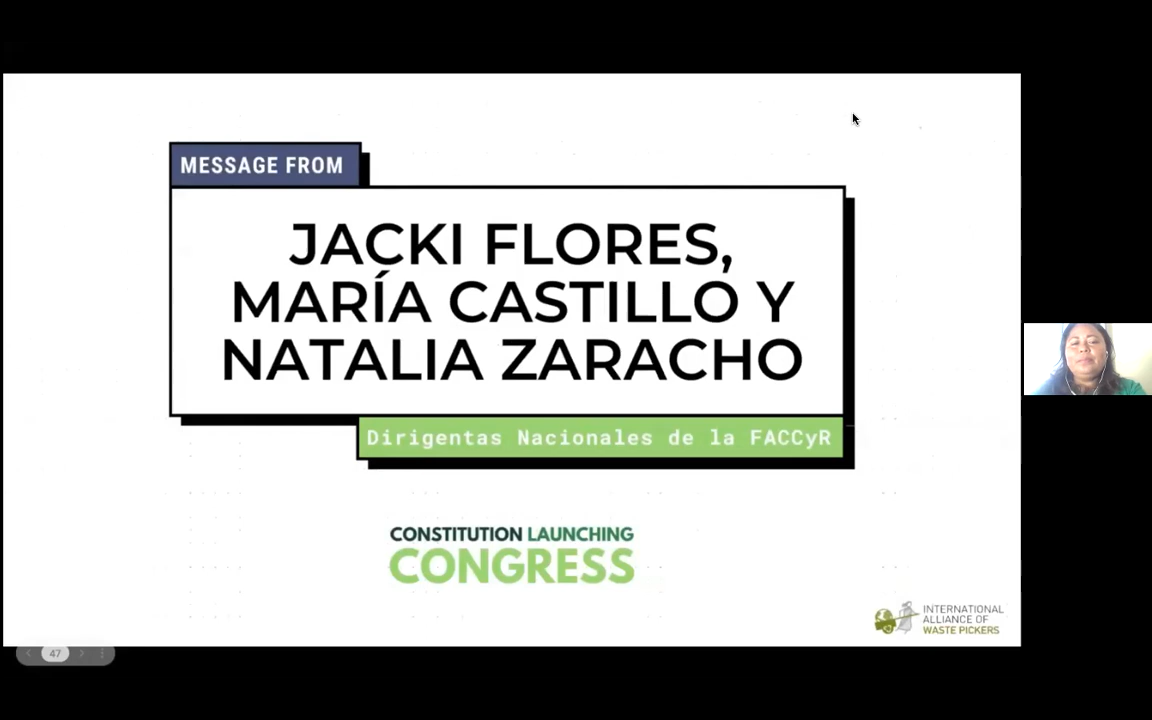 MESSAGE FROM
JACKI FLORES,
MARÍA CASTILLO Y
NATALIA ZARACHO
Dirigentas Nacionales de la FACCyR
CONSTITUTION LAUNCHING
CONGRESS
INTERNATIONAL
ALLIANCE OF
WASTE PICKERS
47